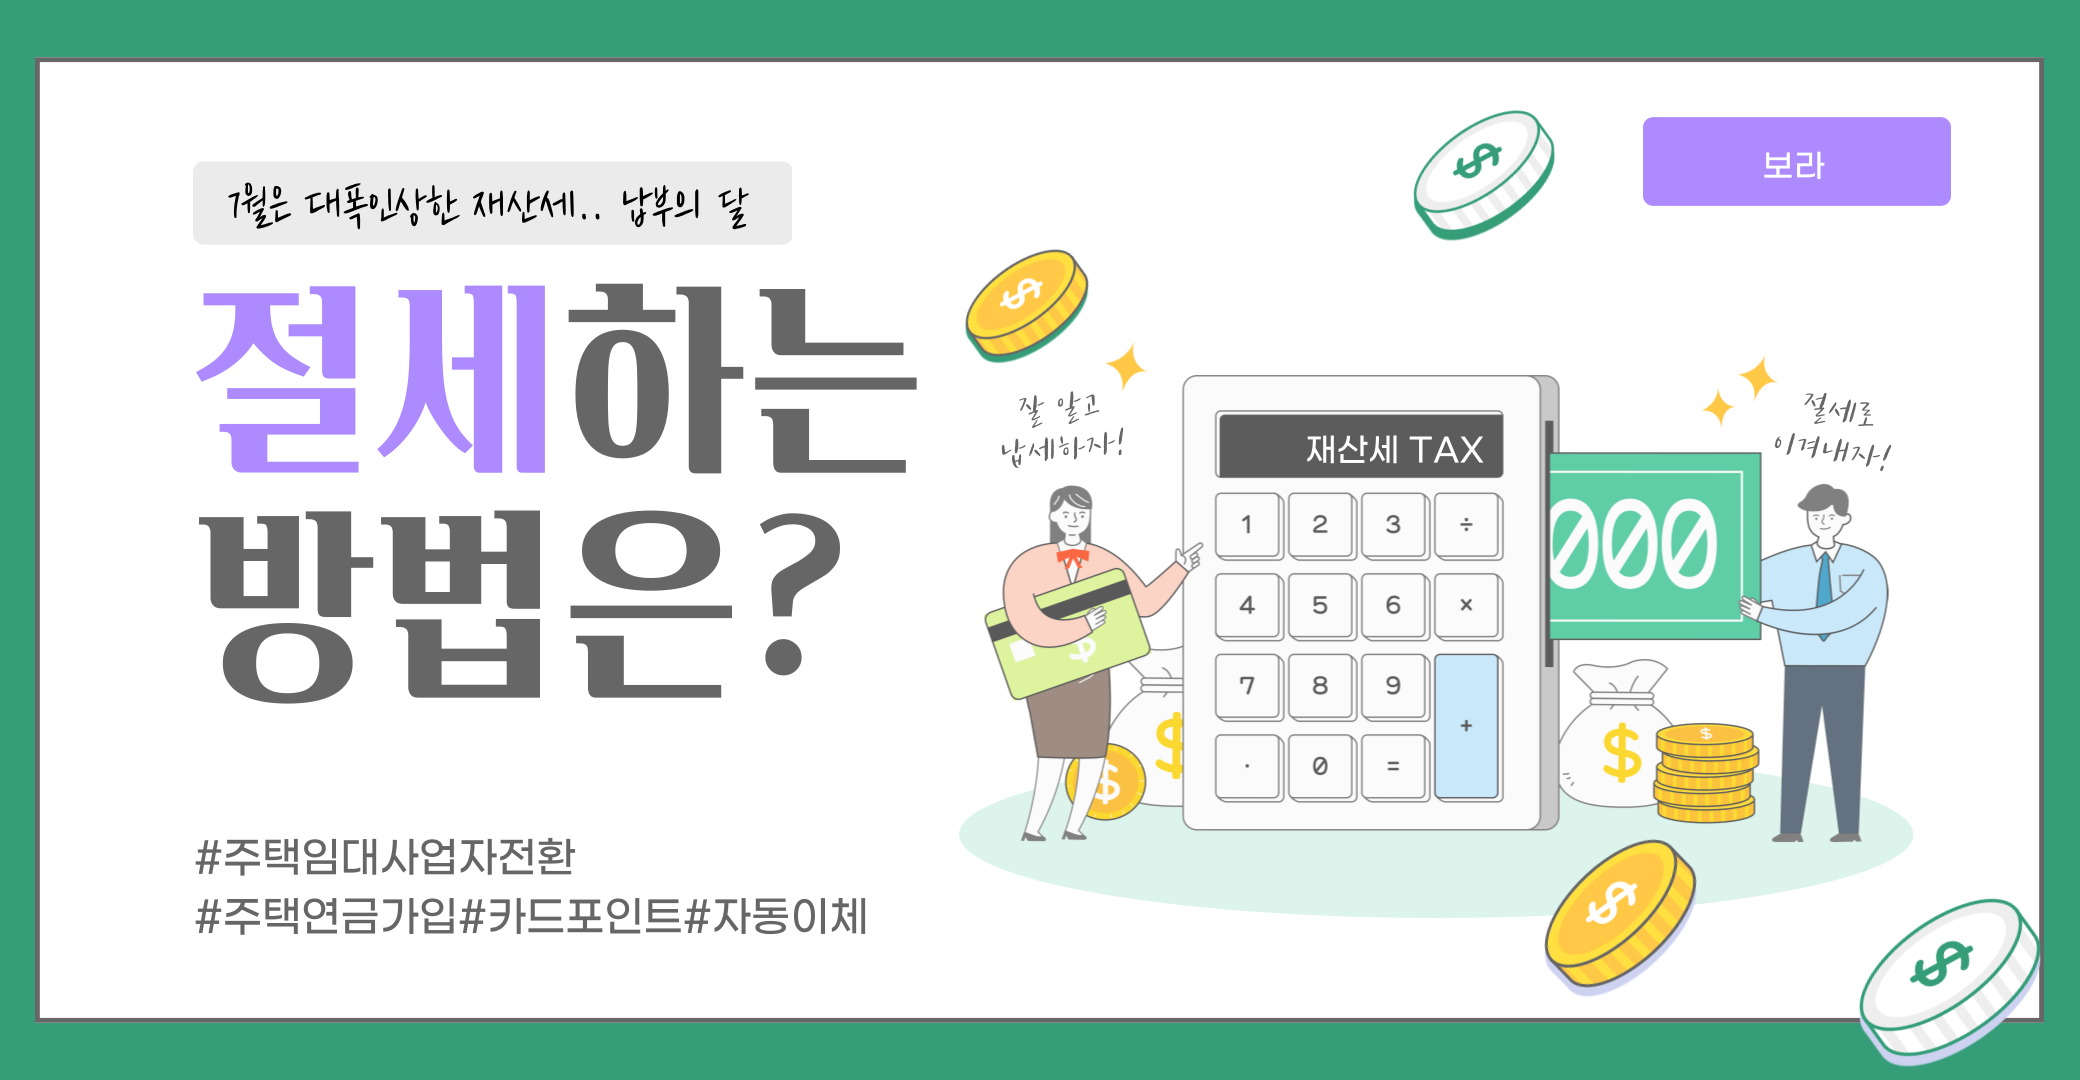 7월은 대폭인상한 재산세.. 납부의 달
보라
절세하는
방법은?
잘 알고
납세하자!
절세로
이겨내자!
재산세 TAX
1 2 3 ÷
4 5 6 ×
7 8 9 +
· 0 =
000
$
$
$
$
$
$
$
$
$
#주택임대사업자전환
#주택연금가입#카드포인트#자동이체